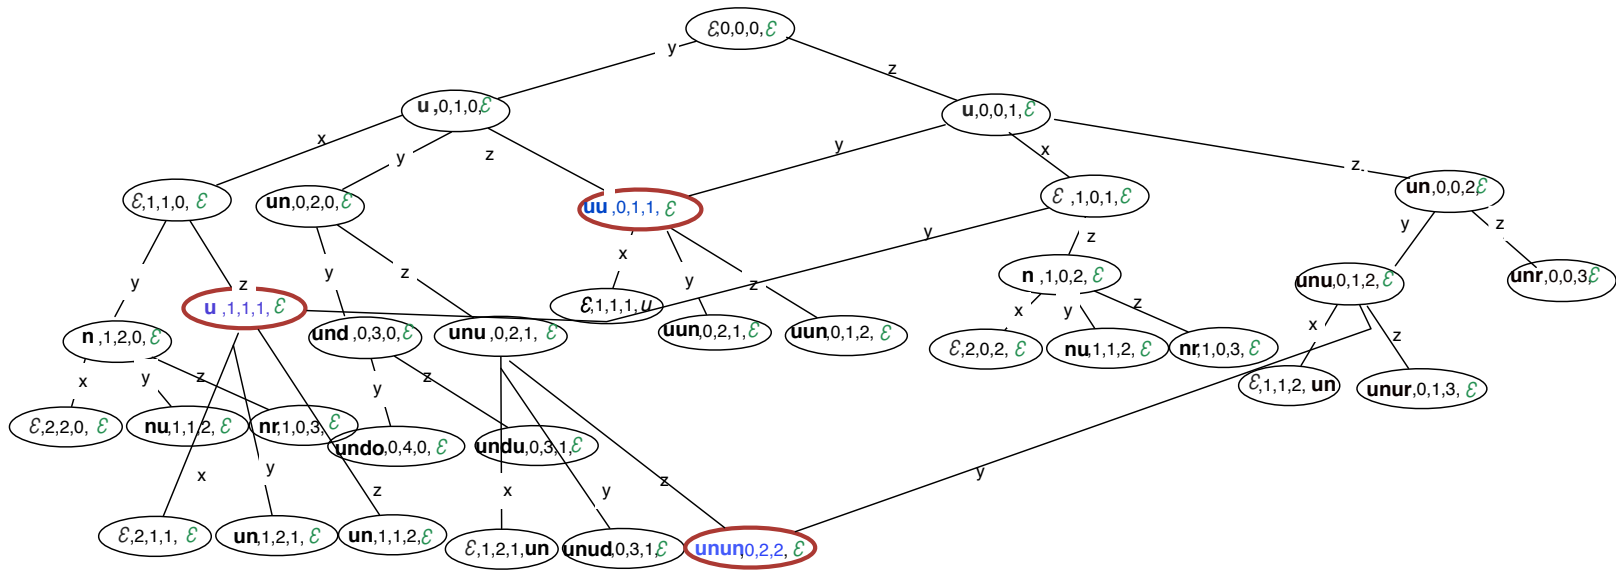 ℰ,0,0,0,ℰ
y
z
u ,0,1,0,ℰ
u,0,0,1,ℰ
x
y
z
y
x
z.
ℰ,1,1,0, ℰ
un,0,2,0,ℰ
uu ,0,1,1, ℰ
ℰ ,1,0,1,ℰ
un,0,0,2,ℰ
y
z
y
z
x
y
z
y
z
y
z
u ,1,1,1, ℰ
ℰ,1,1,1, u
n ,1,0,2, ℰ
unu,0,1,2, ℰ
unr,0,0,3,ℰ
n ,1,2,0, ℰ
und ,0,3,0,ℰ
unu ,0,2,1, ℰ
uun,0,2,1,ℰ
uun,0,1,2, ℰ
x
y
z
x
z
ℰ,2,0,2, ℰ
nu,1,1,2, ℰ
nr,1,0,3, ℰ
x
y
z
y
z
ℰ,1,1,2, un
unur,0,1,3, ℰ
ℰ,2,2,0, ℰ
nu,1,1,2, ℰ
nr,1,0,3, ℰ
undo,0,4,0, ℰ
undu,0,3,1,ℰ
x
y
z
x
y
z
y
ℰ,2,1,1, ℰ
un,1,2,1, ℰ
un,1,1,2,ℰ
ℰ,1,2,1,un
unud,0,3,1,ℰ
unun,0,2,2, ℰ